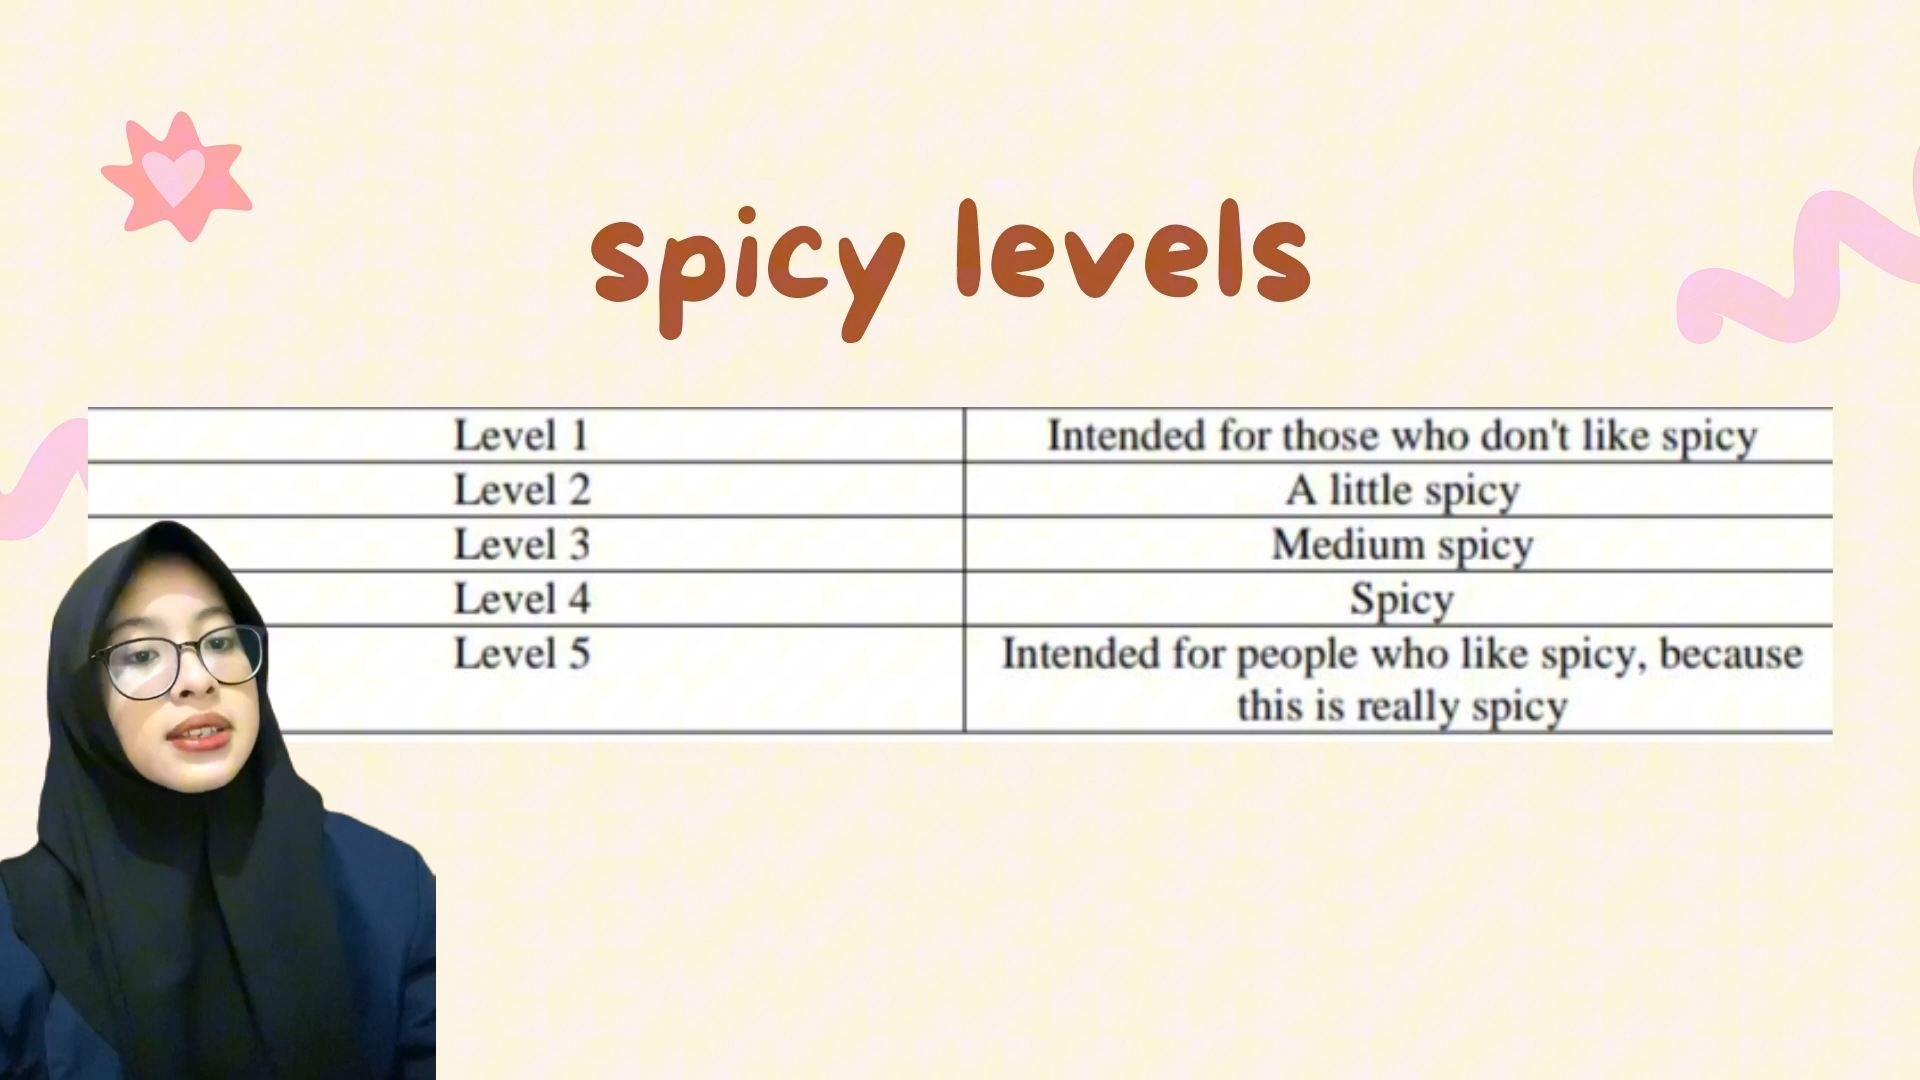 spicy levels
Level 1 Intended for those who don't like spicy
Level 2 A little spicy
Level 3 Medium spicy
Level 4 Spicy
Level 5 Intended for people who like spicy, because
this is really spicy